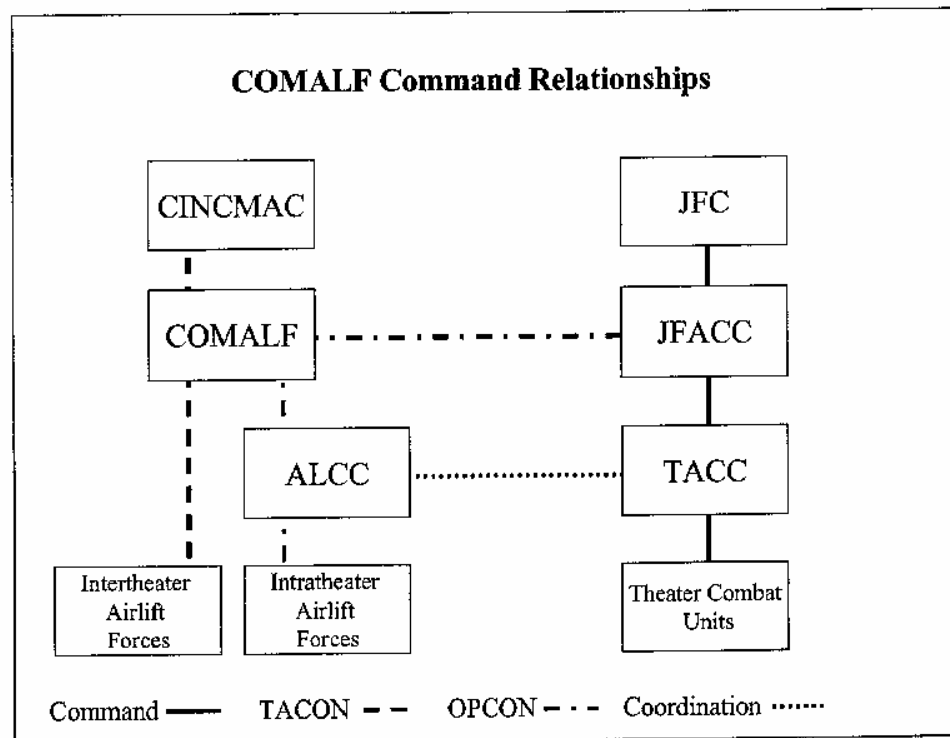 COMALF Command Relationships
CINCMAC
JFC
COMALF
JFACC
ALCC
TACC
Intertheater
Airlift
Forces
Intratheater
Airlift
Forces
Theater Combat
Units
Command
TACON
OPCON
Coordination